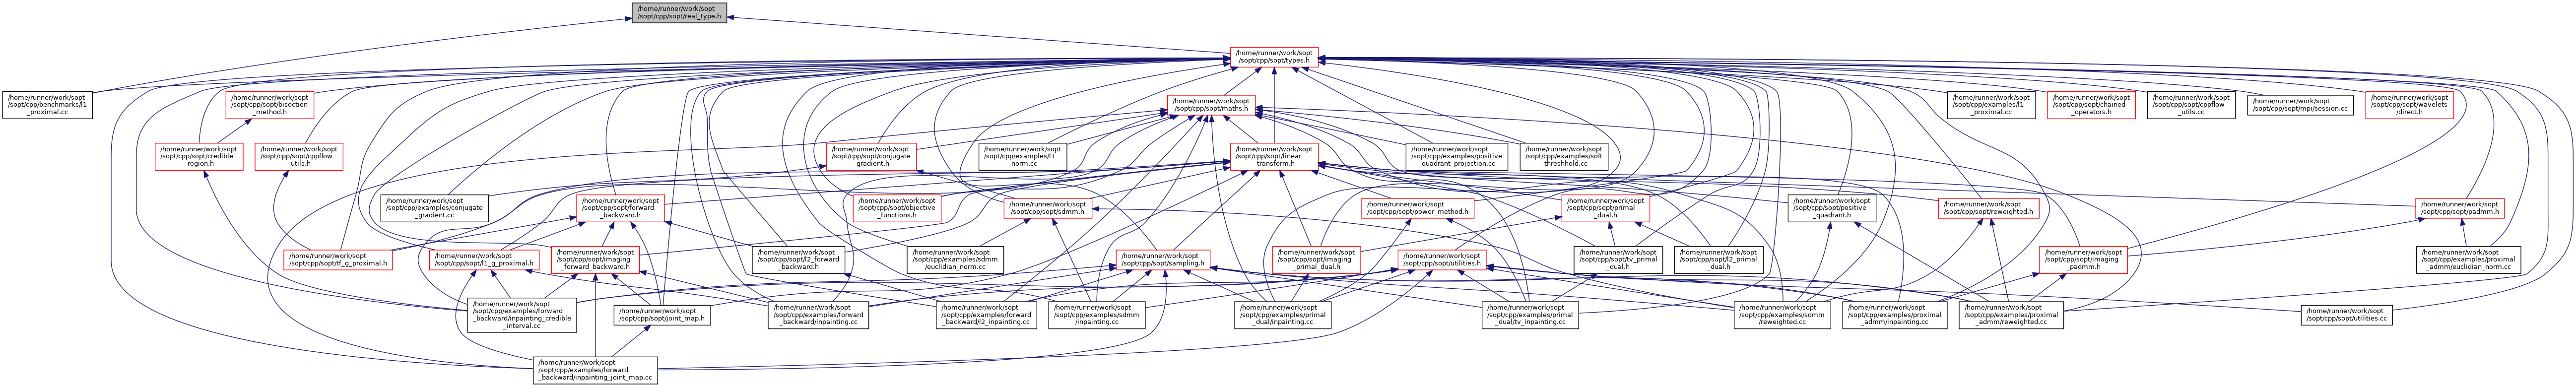 /home/runner/work/sopt
/sopt/cpp/sopt/real_type.h
/home/runner/work/sopt
/sopt/cpp/sopt/types.h
/home/runner/work/sopt
/sopt/cpp/benchmarks/l1
_proximal.cc
/home/runner/work/sopt
/sopt/cpp/sopt/bisection
_method.h
/home/runner/work/sopt
/sopt/cpp/sopt/maths.h
/home/runner/work/sopt
/sopt/cpp/examples/l1
_proximal.cc
/home/runner/work/sopt
/sopt/cpp/sopt/chained
_operators.h
/home/runner/work/sopt
/sopt/cpp/sopt/cppflow
_utils.cc
/home/runner/work/sopt
/sopt/cpp/sopt/mpi/session.cc
/home/runner/work/sopt
/sopt/cpp/sopt/wavelets
/direct.h
/home/runner/work/sopt
/sopt/cpp/sopt/credible
_region.h
/home/runner/work/sopt
/sopt/cpp/sopt/cppflow
_utils.h
/home/runner/work/sopt
/sopt/cpp/sopt/conjugate
_gradient.h
/home/runner/work/sopt
/sopt/cpp/examples/l1
_norm.cc
/home/runner/work/sopt
/sopt/cpp/sopt/linear
_transform.h
/home/runner/work/sopt
/sopt/cpp/examples/positive
_quadrant_projection.cc
/home/runner/work/sopt
/sopt/cpp/examples/soft
_threshhold.cc
/home/runner/work/sopt
/sopt/cpp/examples/conjugate
_gradient.cc
/home/runner/work/sopt
/sopt/cpp/sopt/forward
_backward.h
/home/runner/work/sopt
/sopt/cpp/sopt/objective
_functions.h
/home/runner/work/sopt
/sopt/cpp/sopt/sdmm.h
/home/runner/work/sopt
/sopt/cpp/sopt/power_method.h
/home/runner/work/sopt
/sopt/cpp/sopt/primal
_dual.h
/home/runner/work/sopt
/sopt/cpp/sopt/positive
_quadrant.h
/home/runner/work/sopt
/sopt/cpp/sopt/reweighted.h
/home/runner/work/sopt
/sopt/cpp/sopt/padmm.h
/home/runner/work/sopt
/sopt/cpp/sopt/tf_g_proximal.h
/home/runner/work/sopt
/sopt/cpp/sopt/l1_g_proximal.h
/home/runner/work/sopt
/sopt/cpp/sopt/imaging
_forward_backward.h
/home/runner/work/sopt
/sopt/cpp/sopt/l2_forward
_backward.h
/home/runner/work/sopt
/sopt/cpp/examples/sdmm
/euclidian_norm.cc
/home/runner/work/sopt
/sopt/cpp/sopt/sampling.h
/home/runner/work/sopt
/sopt/cpp/sopt/imaging
_primal_dual.h
/home/runner/work/sopt
/sopt/cpp/sopt/utilities.h
/home/runner/work/sopt
/sopt/cpp/sopt/tv_primal
_dual.h
/home/runner/work/sopt
/sopt/cpp/sopt/l2_primal
_dual.h
/home/runner/work/sopt
/sopt/cpp/sopt/imaging
_padmm.h
/home/runner/work/sopt
/sopt/cpp/examples/proximal
_admm/euclidian_norm.cc
/home/runner/work/sopt
/sopt/cpp/examples/forward
_backward/inpainting_credible
_interval.cc
/home/runner/work/sopt
/sopt/cpp/sopt/joint_map.h
/home/runner/work/sopt
/sopt/cpp/examples/forward
_backward/inpainting.cc
/home/runner/work/sopt
/sopt/cpp/examples/forward
_backward/l2_inpainting.cc
/home/runner/work/sopt
/sopt/cpp/examples/sdmm
/inpainting.cc
/home/runner/work/sopt
/sopt/cpp/examples/primal
_dual/inpainting.cc
/home/runner/work/sopt
/sopt/cpp/examples/primal
_dual/tv_inpainting.cc
/home/runner/work/sopt
/sopt/cpp/examples/sdmm
/reweighted.cc
/home/runner/work/sopt
/sopt/cpp/examples/proximal
_admm/inpainting.cc
/home/runner/work/sopt
/sopt/cpp/examples/proximal
_admm/reweighted.cc
/home/runner/work/sopt
/sopt/cpp/sopt/utilities.cc
/home/runner/work/sopt
/sopt/cpp/examples/forward
_backward/inpainting_joint_map.cc